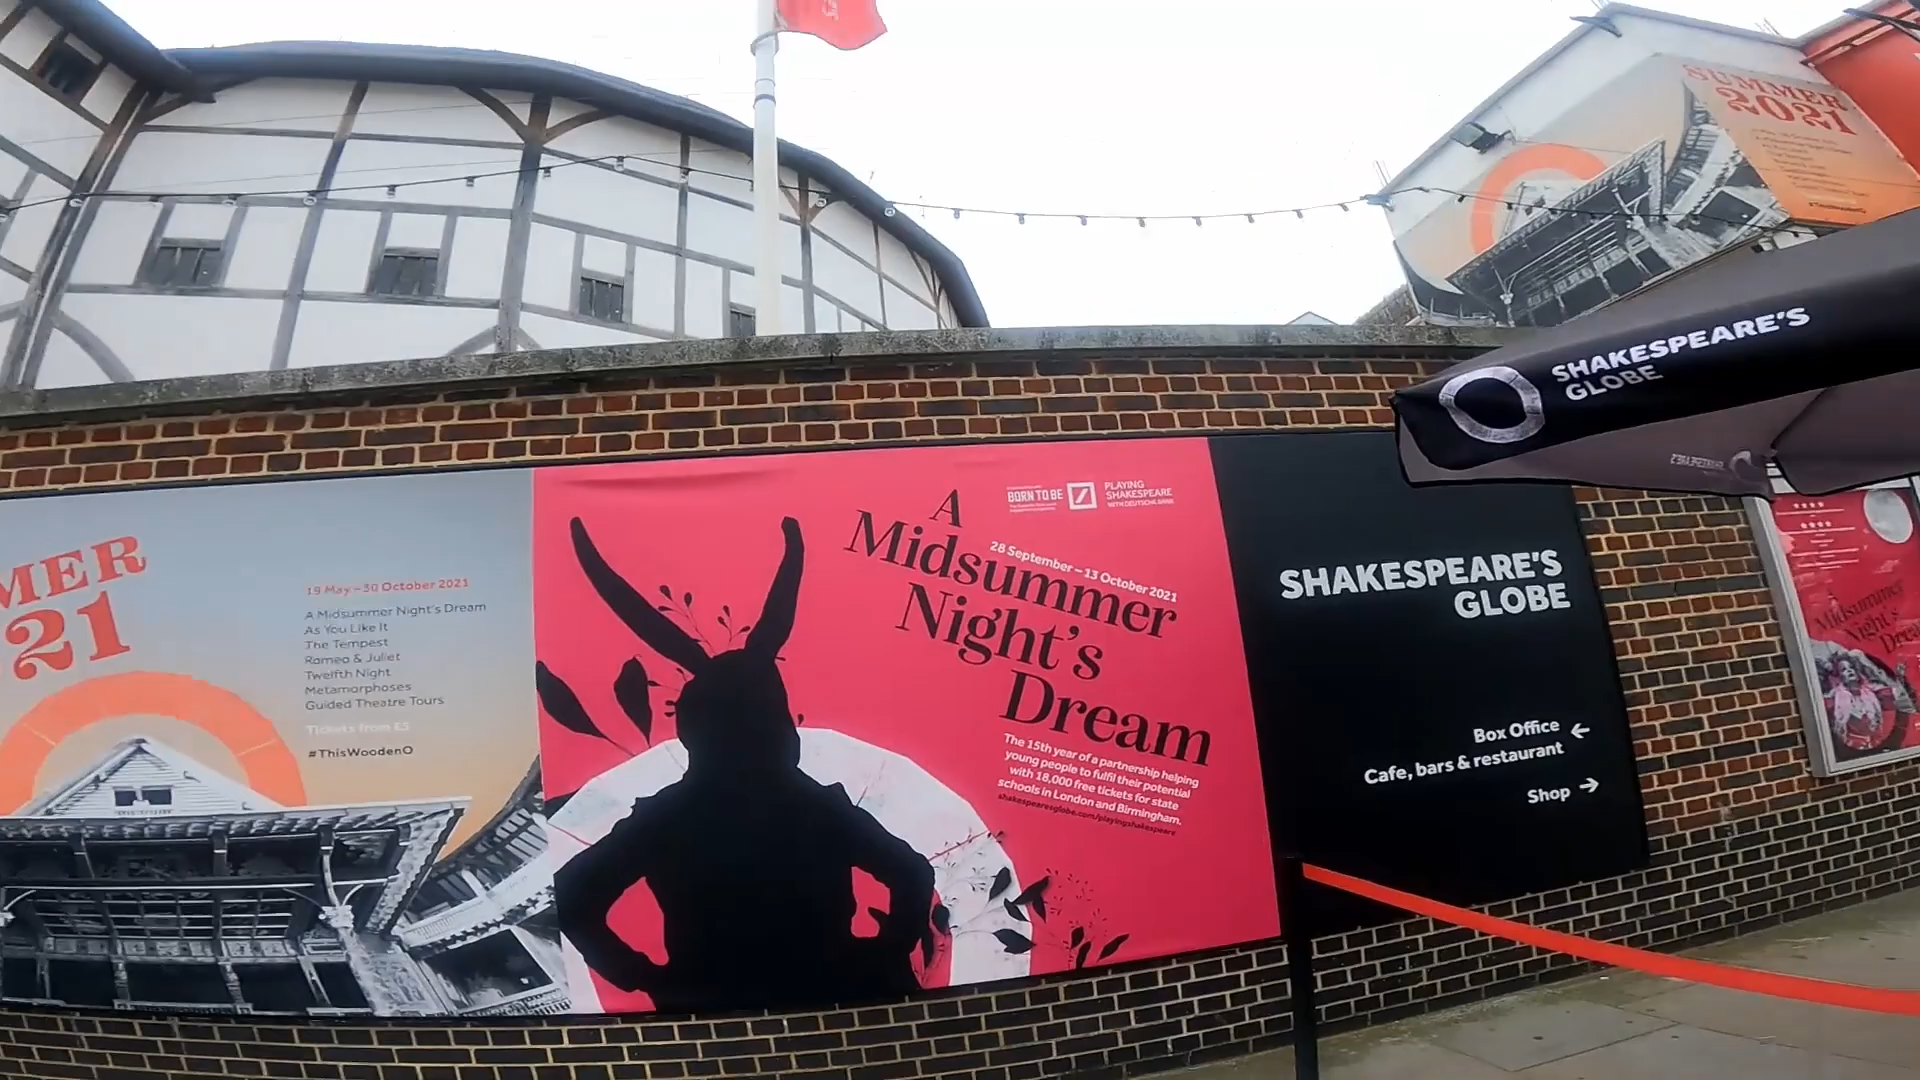 SUMMER
2021
SHAKESPEARE'S
GLOBE
MER
21
19 May – 30 October 2021
A Midsummer Night's Dream
As You Like It
The Tempest
Romeo & Juliet
Twelfth Night
Metamorphoses
Guided Theatre Tours
Tickets from £5
#ThisWoodenO
BORN TO BE
PLAYING
SHAKESPEARE
WITH DEUTSCHE BANK
28 September – 13 October 2021
A
Midsummer
Night's
Dream
The 15th year of a partnership helping
young people to fulfil their potential
with 18,000 free tickets for state
schools in London and Birmingham.
shakespearesglobe.com/playingshakespeare
SHAKESPEARE'S
GLOBE
Box Office ←
Cafe, bars & restaurant
Shop →
Midsummer
Night's
Dream